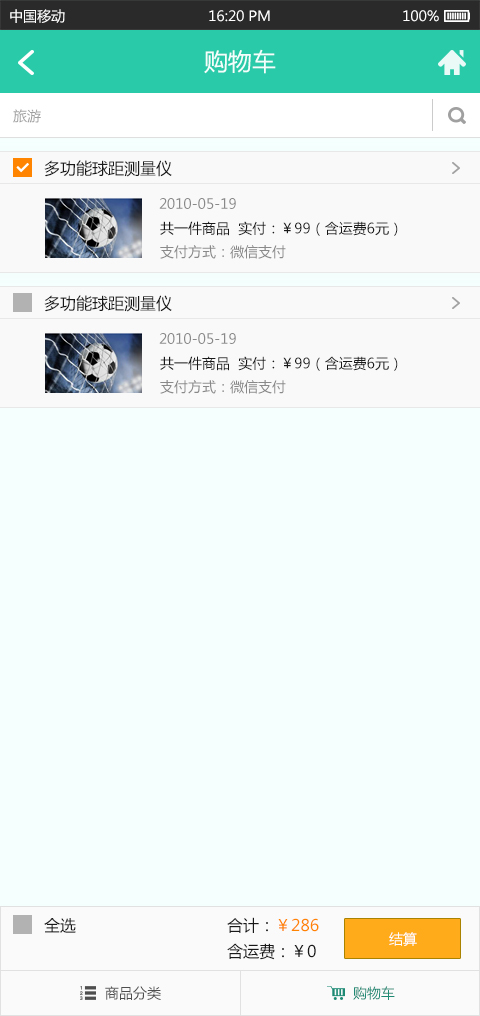 中国移动 16:20 PM 100%
购物车
旅游
多功能球距测量仪
2010-05-19
共一件商品 实付：￥99（含运费6元）
支付方式：微信支付
多功能球距测量仪
2010-05-19
共一件商品 实付：￥99（含运费6元）
支付方式：微信支付
全选 合计：￥286
含运费：￥0
结算
商品分类 购物车